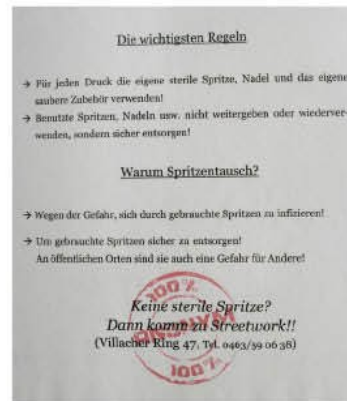 Die wichtigsten Regeln
→ Für jeden Druck die eigene sterile Spritze, Nadel und das eigene
saubere Zubehör verwenden!
→ Benutzte Spritzen, Nadeln usw. nicht weitergeben oder wiederver-
wenden, sondern sicher entsorgen!
Warum Spritzentausch?
→ Wegen der Gefahr, sich durch gebrauchte Spritzen zu infizieren!
→ Um gebrauchte Spritzen sicher zu entsorgen!
An öffentlichen Orten sind sie auch eine Gefahr für Andere!
100%
ANONYM
Keine sterile Spritze?
Dann komm zu Streetwork!!
(Villacher Ring 47, Tel. 0463/59 06 38)
100%